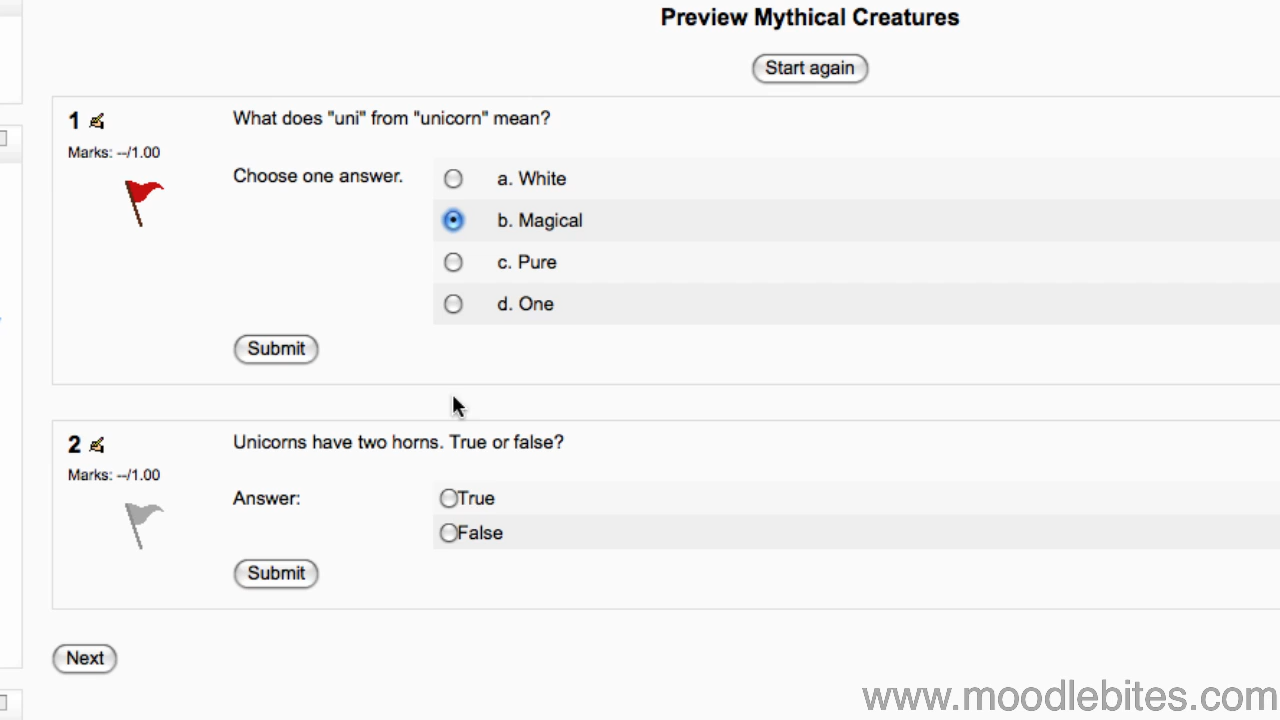 Preview Mythical Creatures
Start again
1
Marks: --/1.00
What does "uni" from "unicorn" mean?
Choose one answer.
a. White
b. Magical
c. Pure
d. One
Submit
2
Marks: --/1.00
Unicorns have two horns. True or false?
Answer:
True
False
Submit
Next
www.moodlebites.com